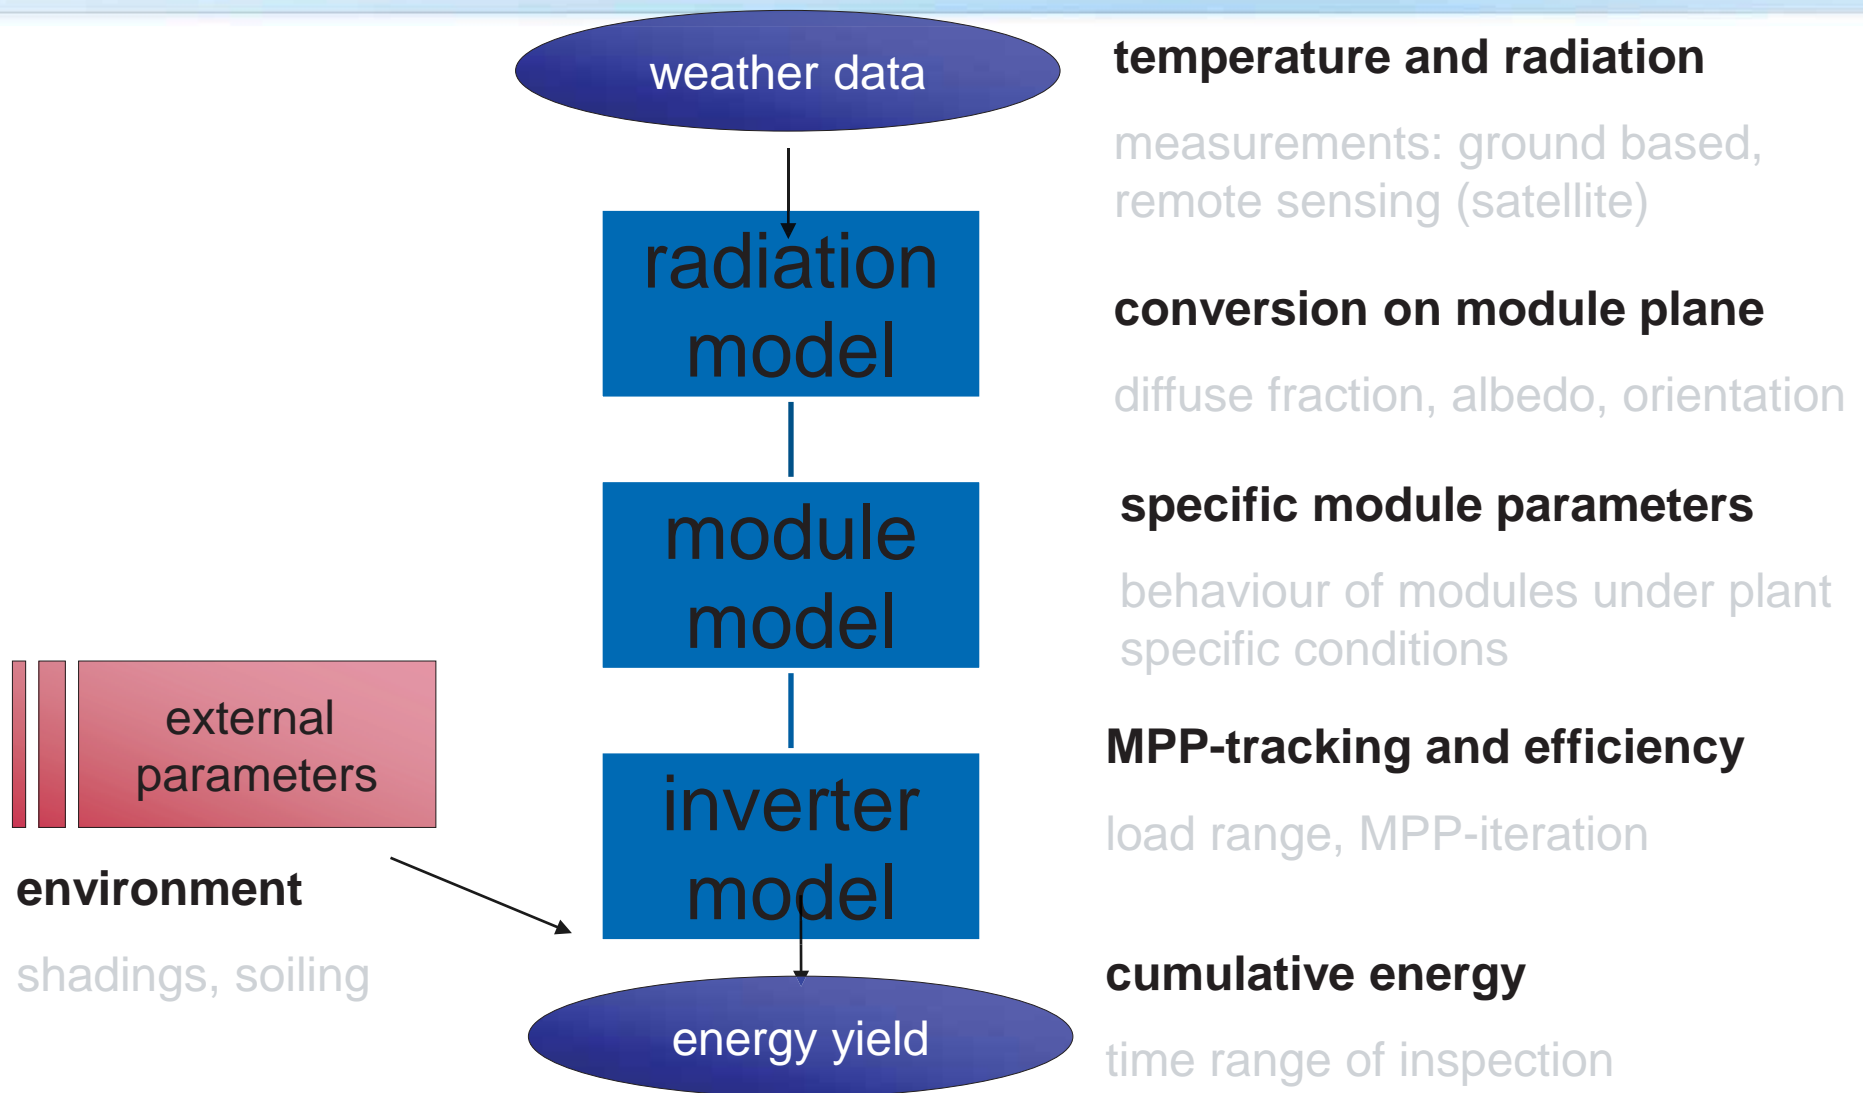 weather data
temperature and radiation
measurements: ground based,
remote sensing (satellite)
radiation
model
conversion on module plane
diffuse fraction, albedo, orientation
module
model
specific module parameters
behaviour of modules under plant
specific conditions
external
parameters
environment
shadings, soiling
inverter
model
MPP-tracking and efficiency
load range, MPP-iteration
energy yield
cumulative energy
time range of inspection